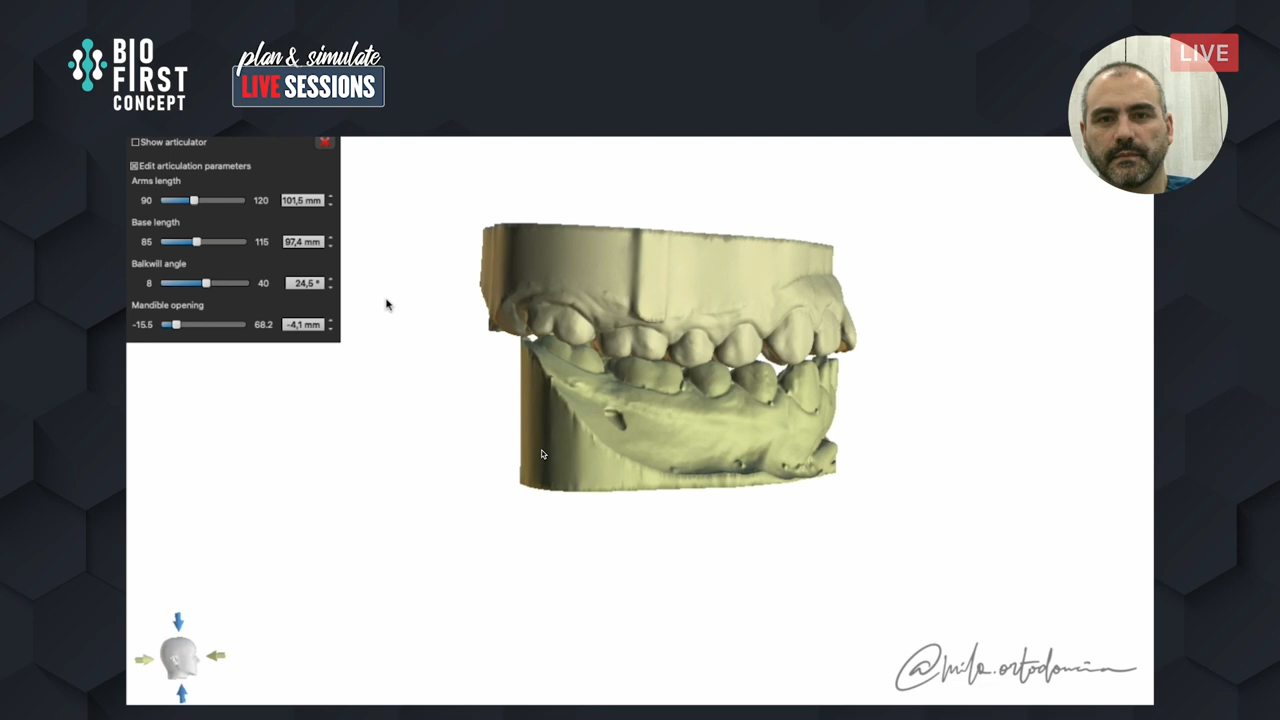 BIO
FIRST
CONCEPT
plan & simulate
LIVE SESSIONS
LIVE
Show articulator
Edit articulation parameters
Arms length
90 120 101,5 mm
Base length
85 115 97,4 mm
Balkwill angle
8 40 24,5 °
Mandible opening
-15.5 68.2 -4,1 mm
@mila.ortodoncia